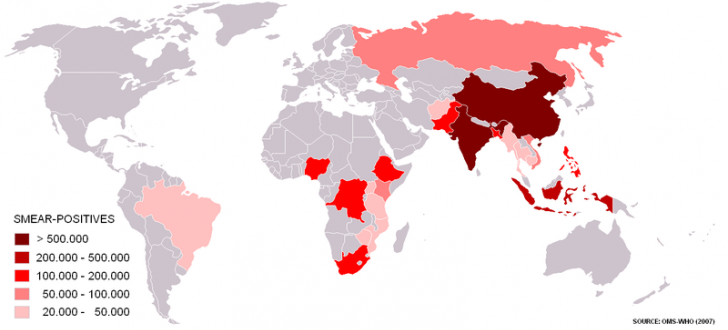 SMEAR-POSITIVES
> 500.000
200.000 - 500.000
100.000 - 200.000
50.000 - 100.000
20.000 - 50.000
SOURCE: OMS-WHO (2007)